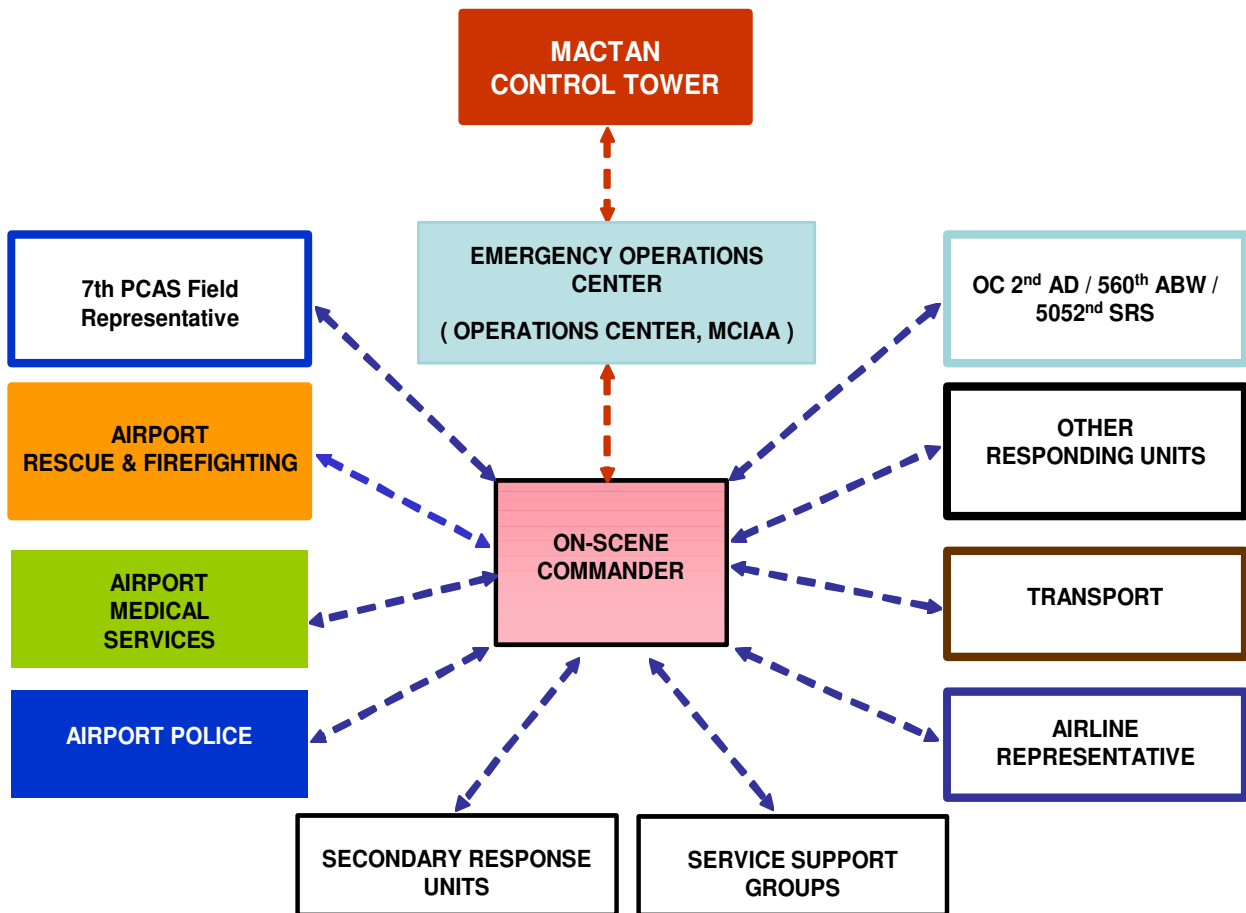 MACTAN
CONTROL TOWER
EMERGENCY OPERATIONS
CENTER
( OPERATIONS CENTER, MCIAA )
7th PCAS Field
Representative
OC 2nd AD / 560th ABW /
5052nd SRS
AIRPORT
RESCUE & FIREFIGHTING
OTHER
RESPONDING UNITS
ON-SCENE
COMMANDER
AIRPORT
MEDICAL
SERVICES
TRANSPORT
AIRPORT POLICE
AIRLINE
REPRESENTATIVE
SECONDARY RESPONSE
UNITS
SERVICE SUPPORT
GROUPS